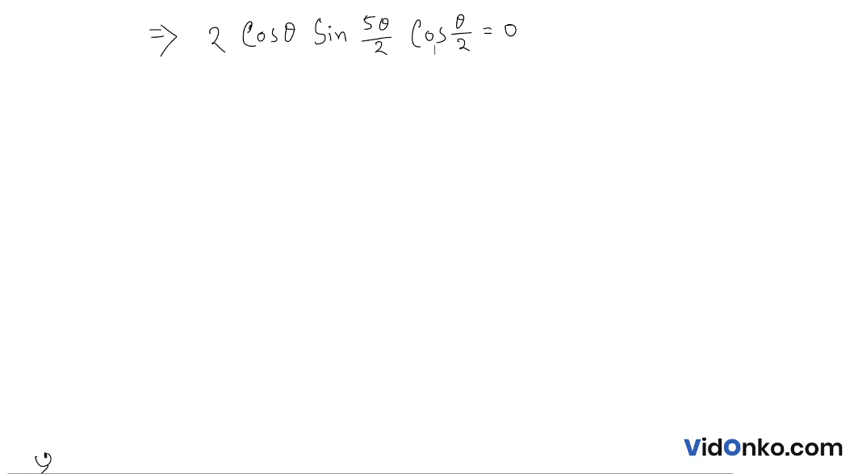 ⇒ 2 Cosθ Sin 5θ/2 Cos θ/2 = 0
VidOnko.com